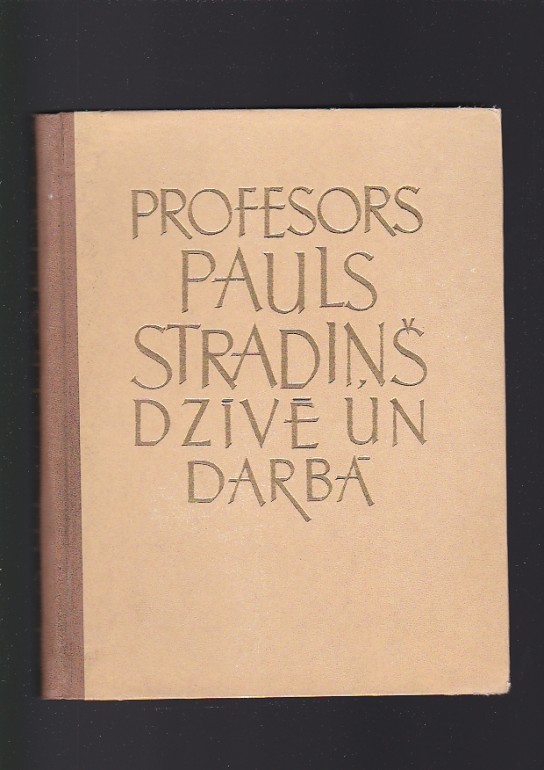 PROFESORS
PAULS
STRADIŅŠ
DZĪVĒ UN
DARBĀ